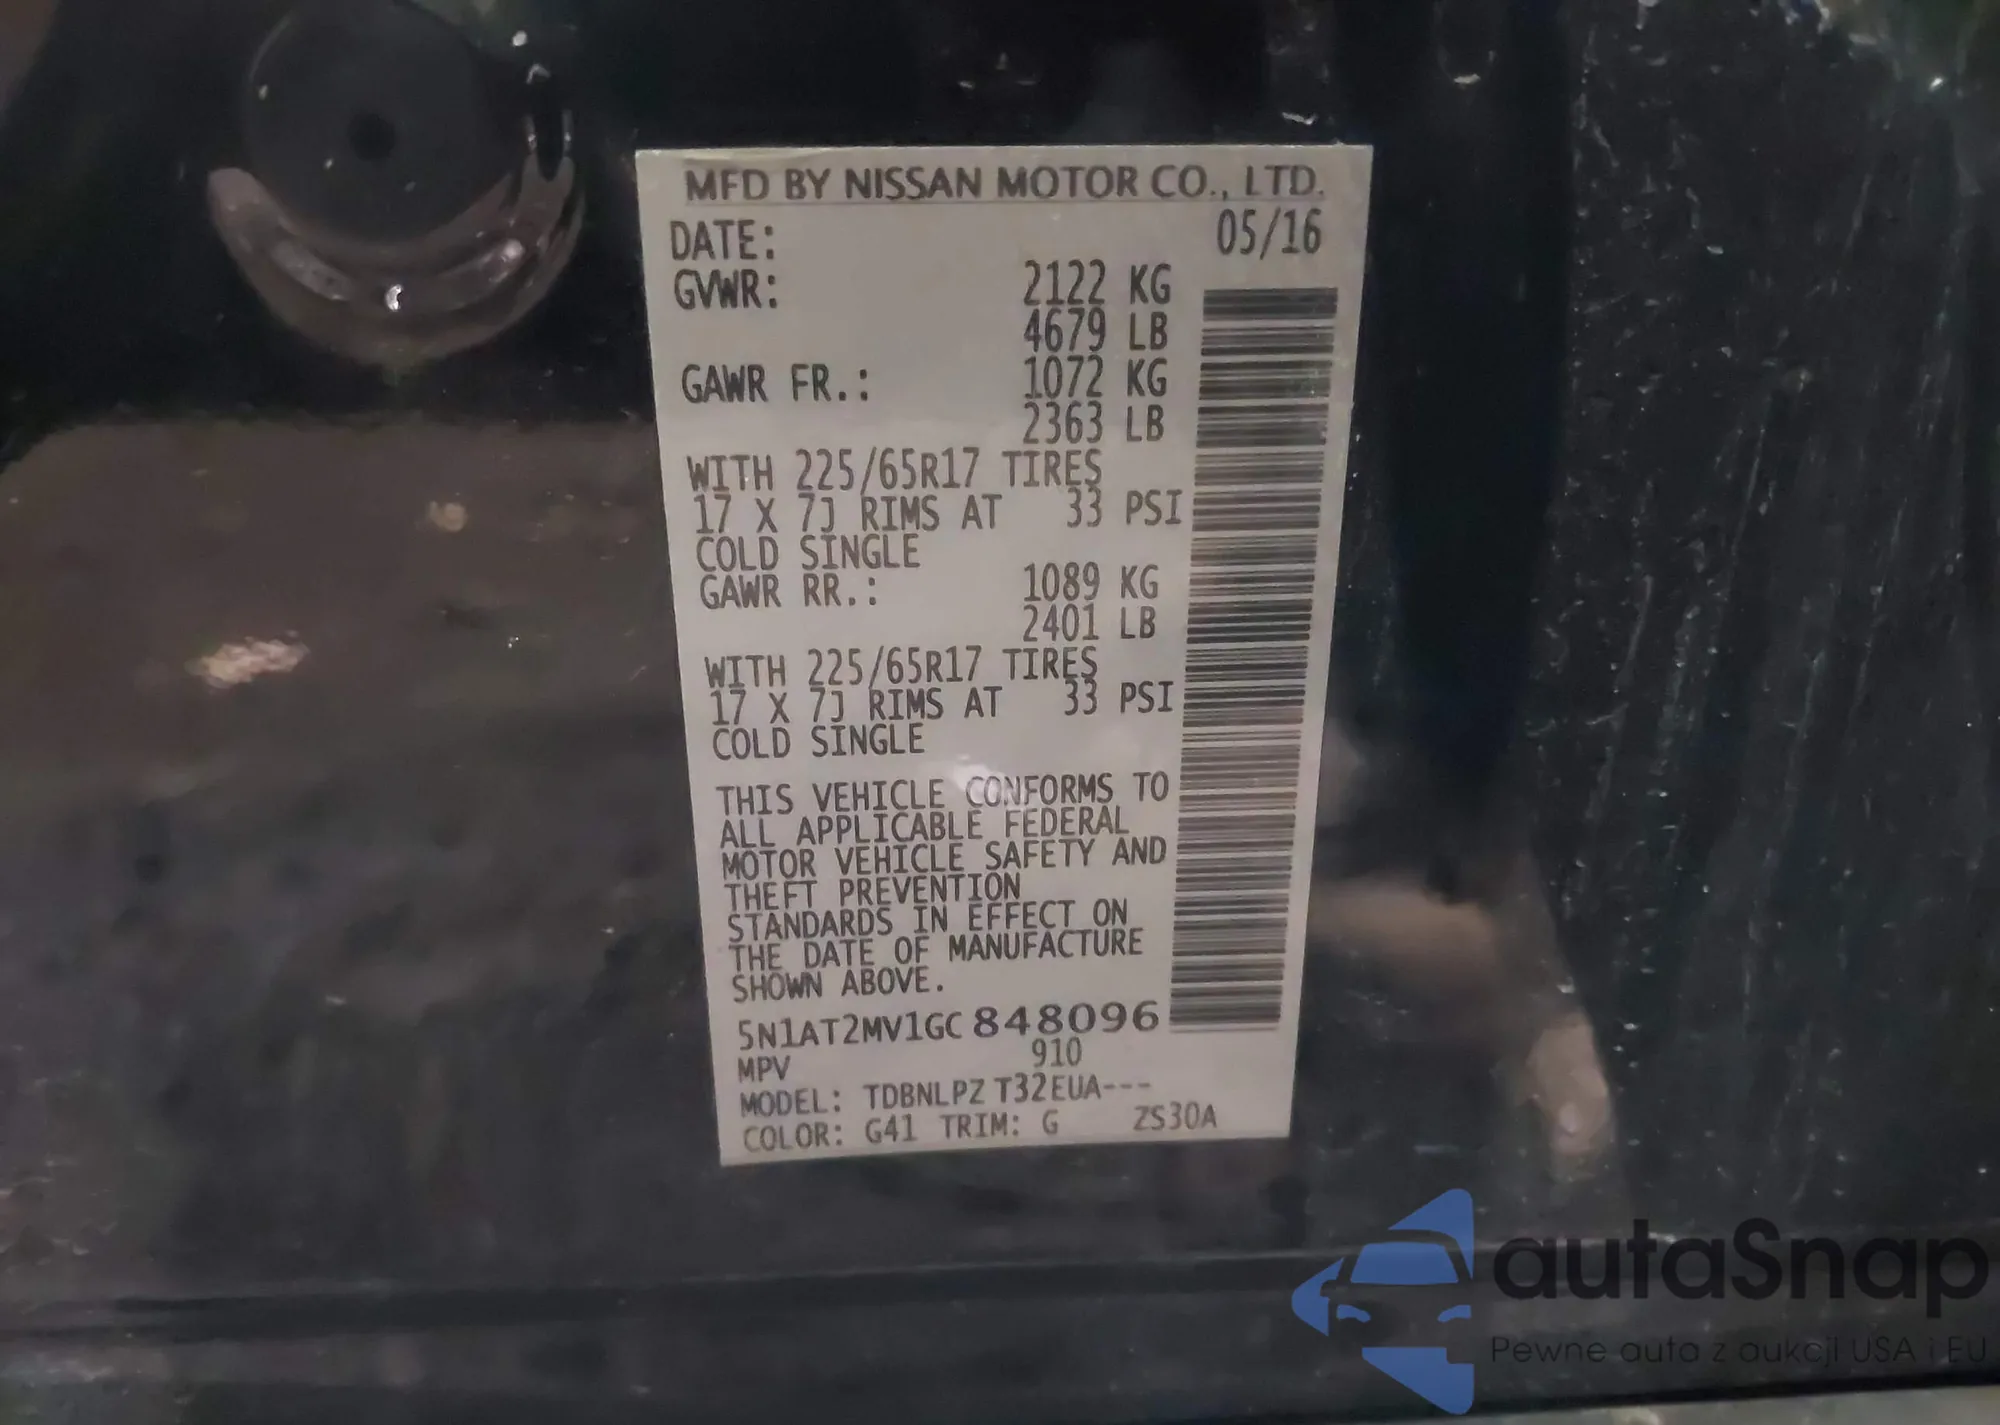 MFD BY NISSAN MOTOR CO., LTD.
DATE: 05/16
GVWR: 2122 KG
4679 LB
GAWR FR.: 1072 KG
2363 LB
WITH 225/65R17 TIRES
17 X 7J RIMS AT 33 PSI
COLD SINGLE
GAWR RR.: 1089 KG
2401 LB
WITH 225/65R17 TIRES
17 X 7J RIMS AT 33 PSI
COLD SINGLE
THIS VEHICLE CONFORMS TO
ALL APPLICABLE FEDERAL
MOTOR VEHICLE SAFETY AND
THEFT PREVENTION
STANDARDS IN EFFECT ON
THE DATE OF MANUFACTURE
SHOWN ABOVE.
5N1AT2MV1GC848096
MPV 910
MODEL: TDBNLPZ T32EUA---
COLOR: G41 TRIM: G ZS30A
autaSnap
Pewne auta z aukcji USA i EU